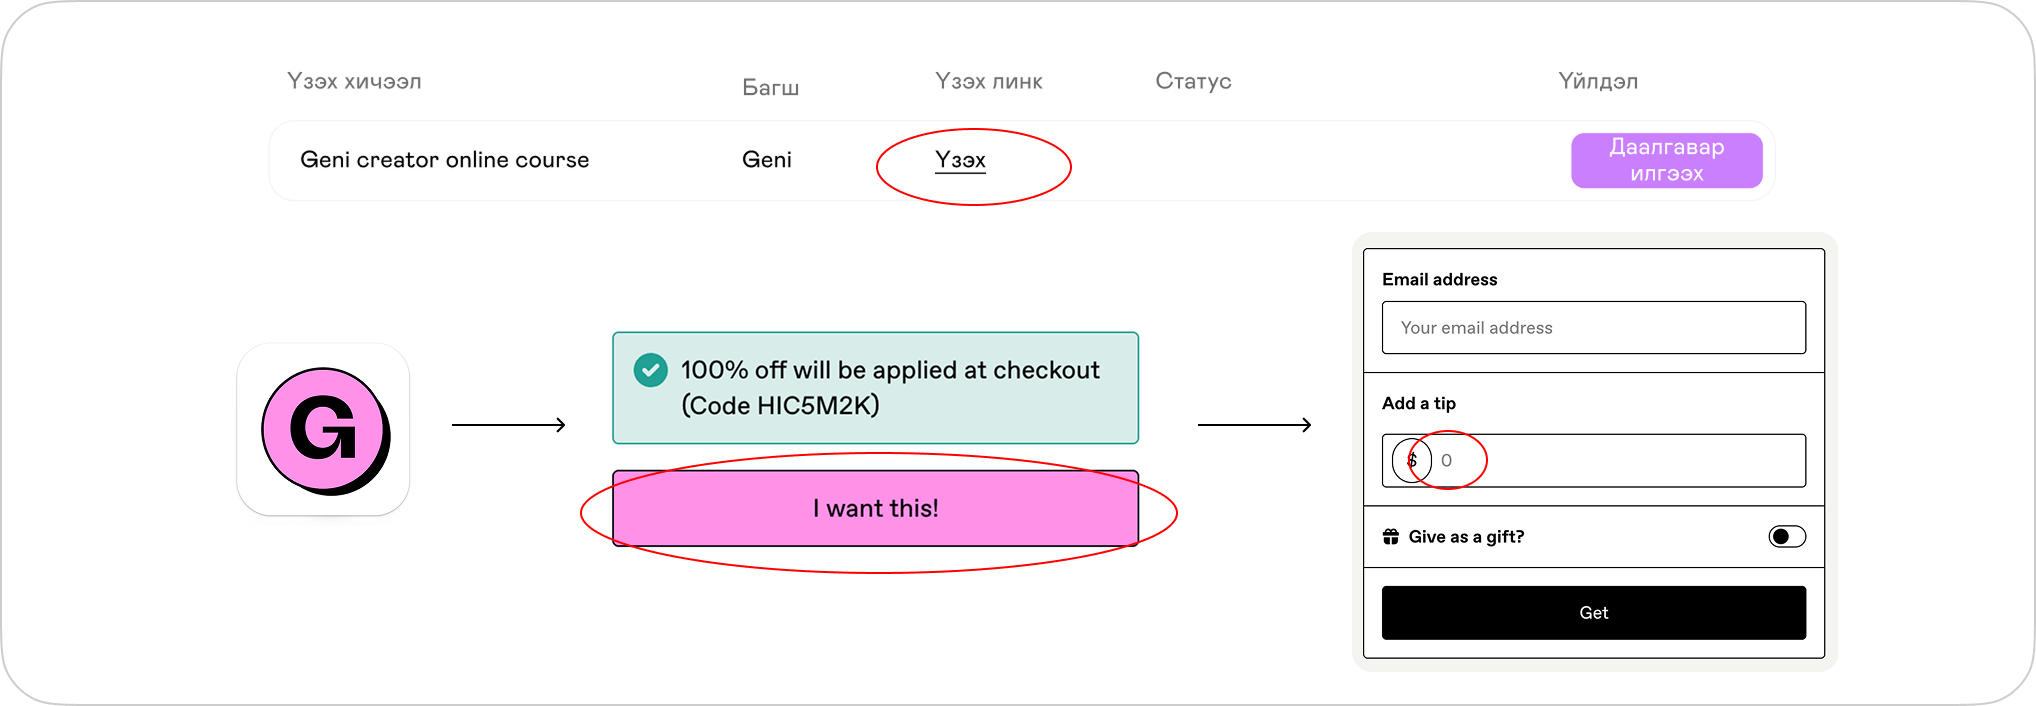 Үзэх хичээл
Багш
Үзэх линк
Статус
Үйлдэл
Geni creator online course
Geni
Үзэх
Даалгавар
илгээх
G
100% off will be applied at checkout
(Code HIC5M2K)
I want this!
Email address
Your email address
Add a tip
$ 0
Give as a gift?
Get